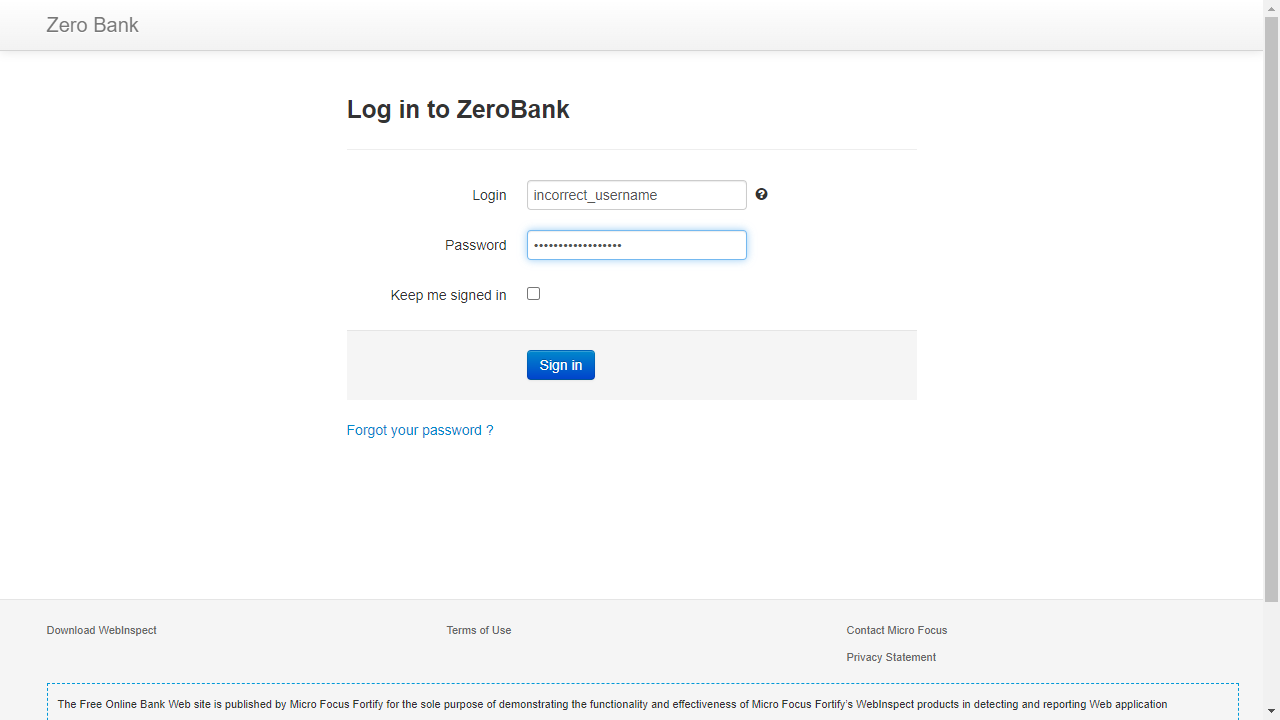 Zero Bank
Log in to ZeroBank
Login
incorrect_username
Password
••••••••••••••••••
Keep me signed in
Sign in
Forgot your password ?
Download WebInspect
Terms of Use
Contact Micro Focus
Privacy Statement
The Free Online Bank Web site is published by Micro Focus Fortify for the sole purpose of demonstrating the functionality and effectiveness of Micro Focus Fortify's WebInspect products in detecting and reporting Web application